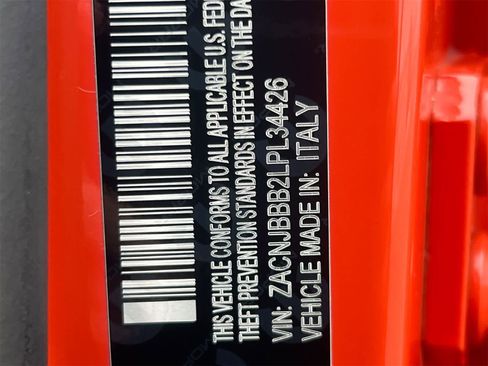 THIS VEHICLE CONFORMS TO ALL APPLICABLE U.S. FED
THEFT PREVENTION STANDARDS IN EFFECT ON THE DA
VIN: ZACNJBBB2LPL34426
VEHICLE MADE IN: ITALY